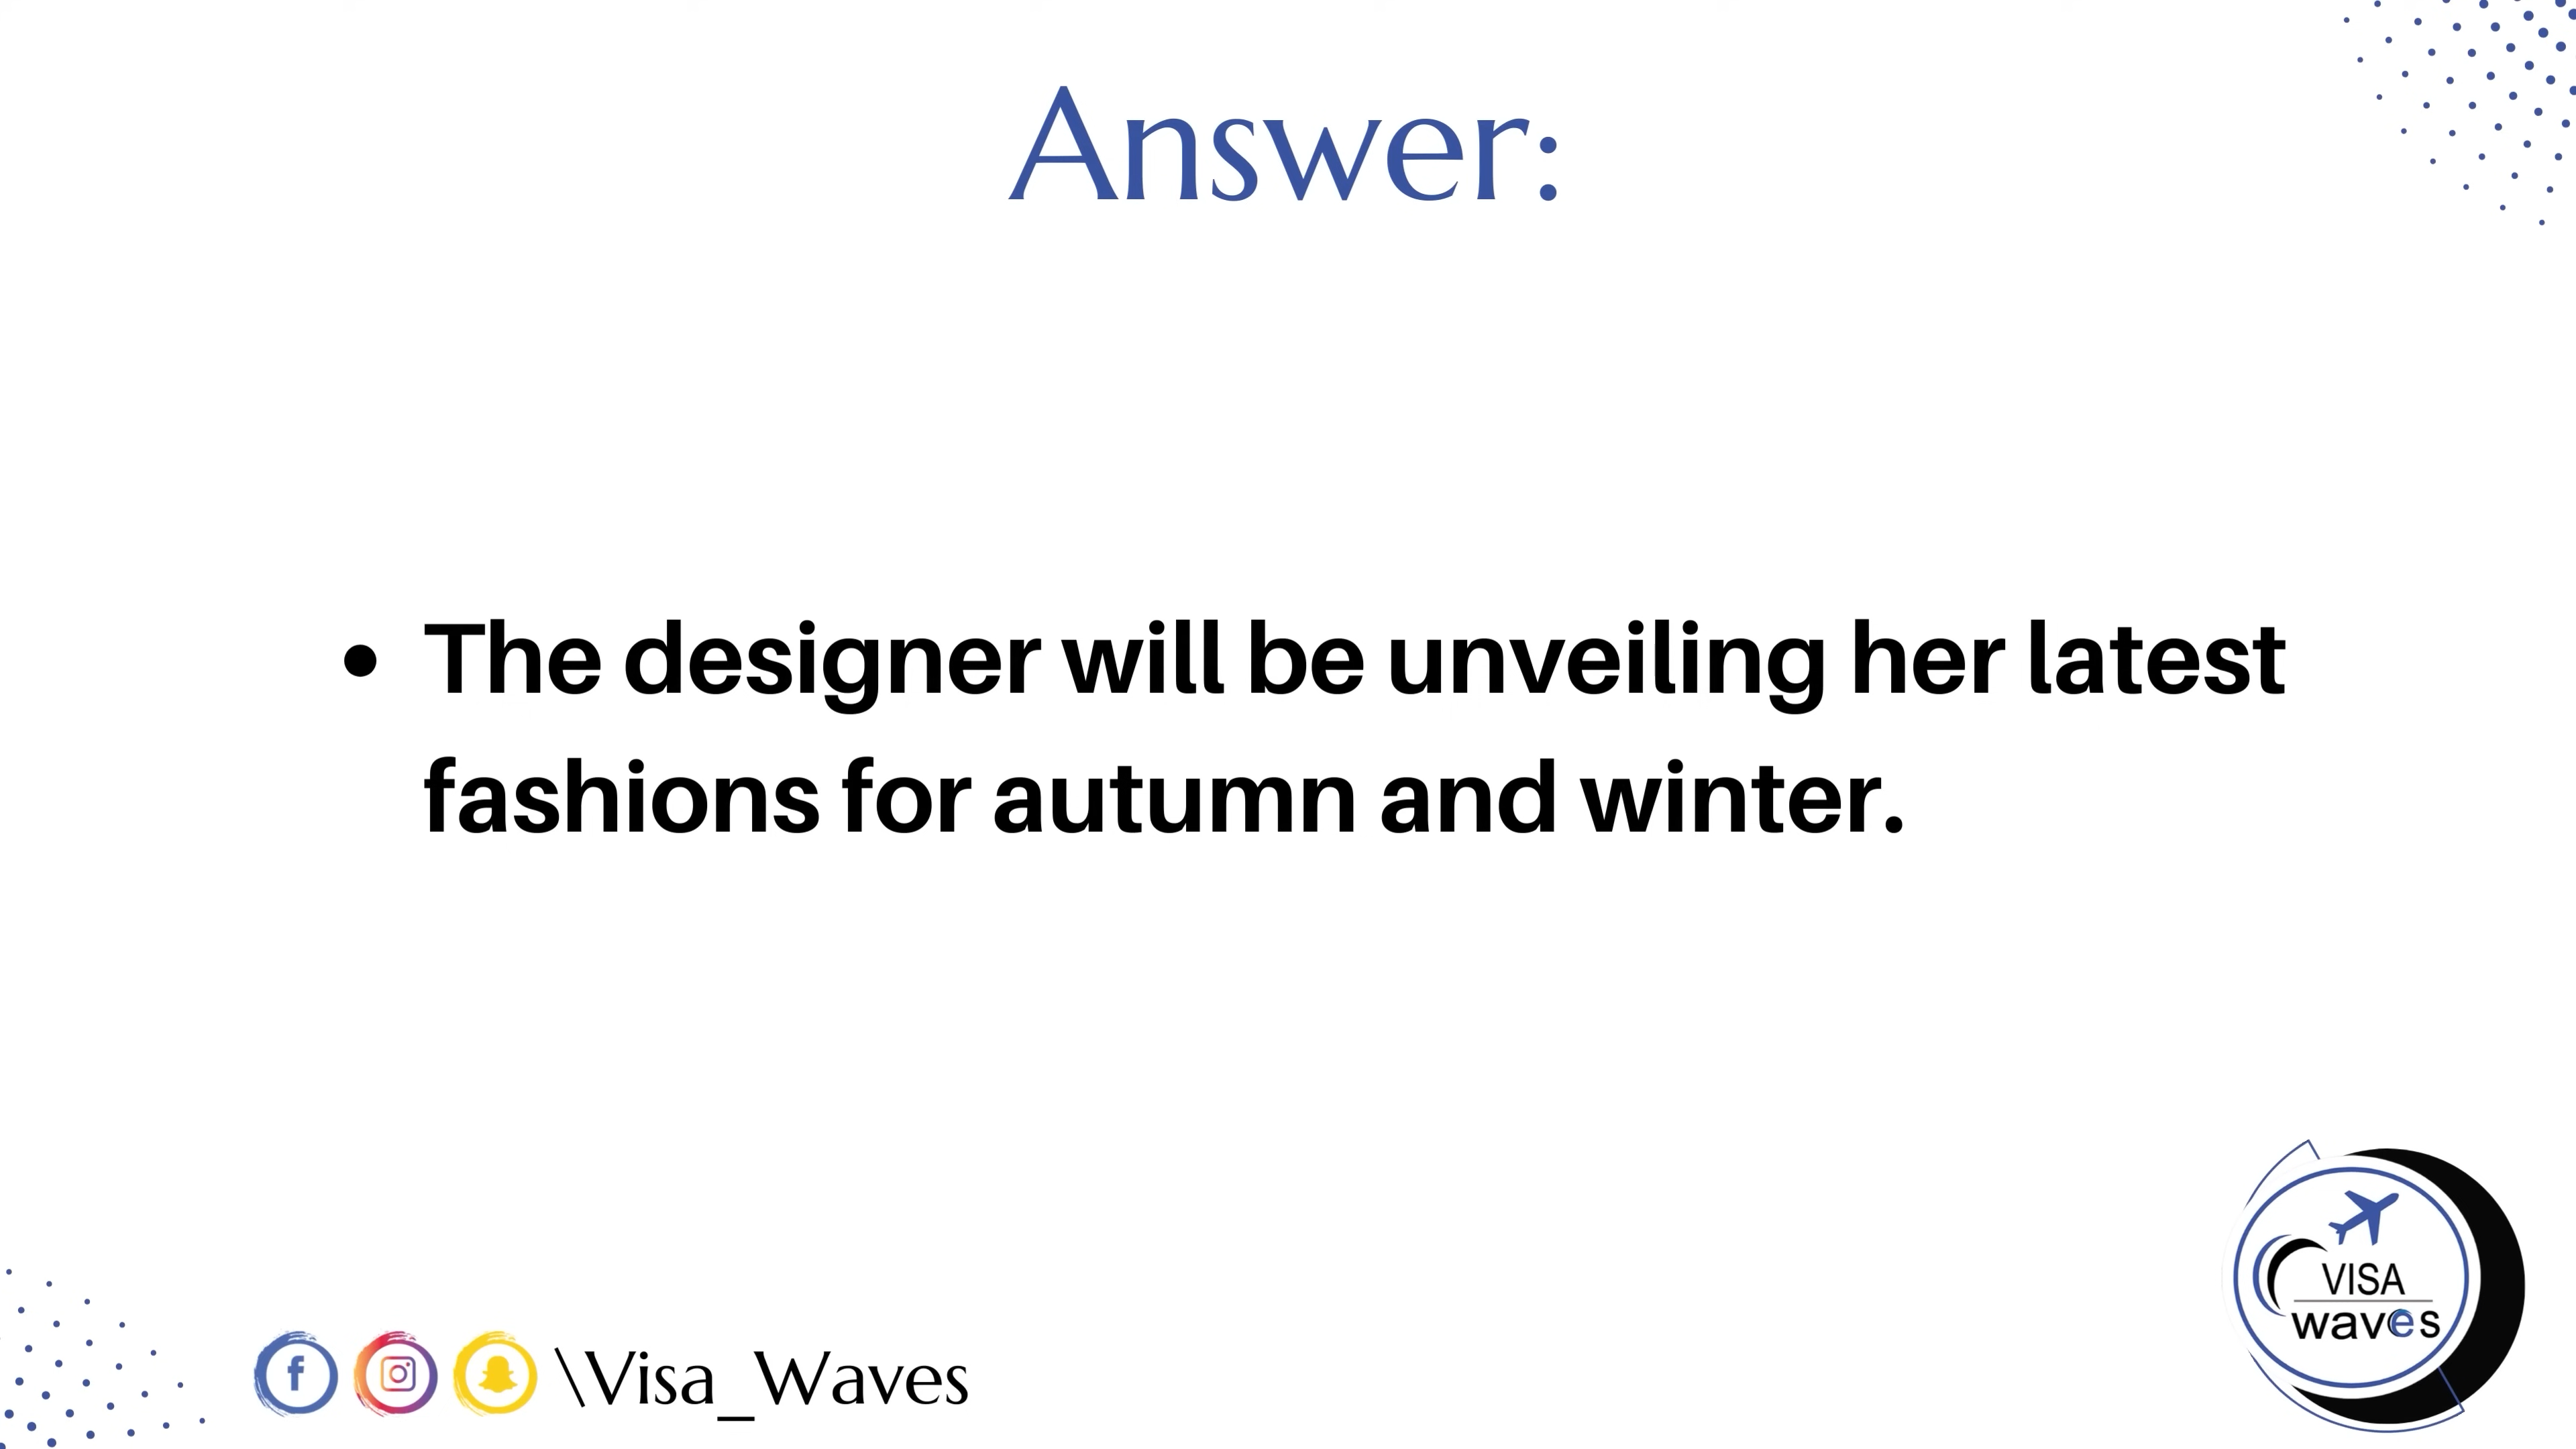 Answer:
• The designer will be unveiling her latest
fashions for autumn and winter.
\Visa_Waves
VISA
waves